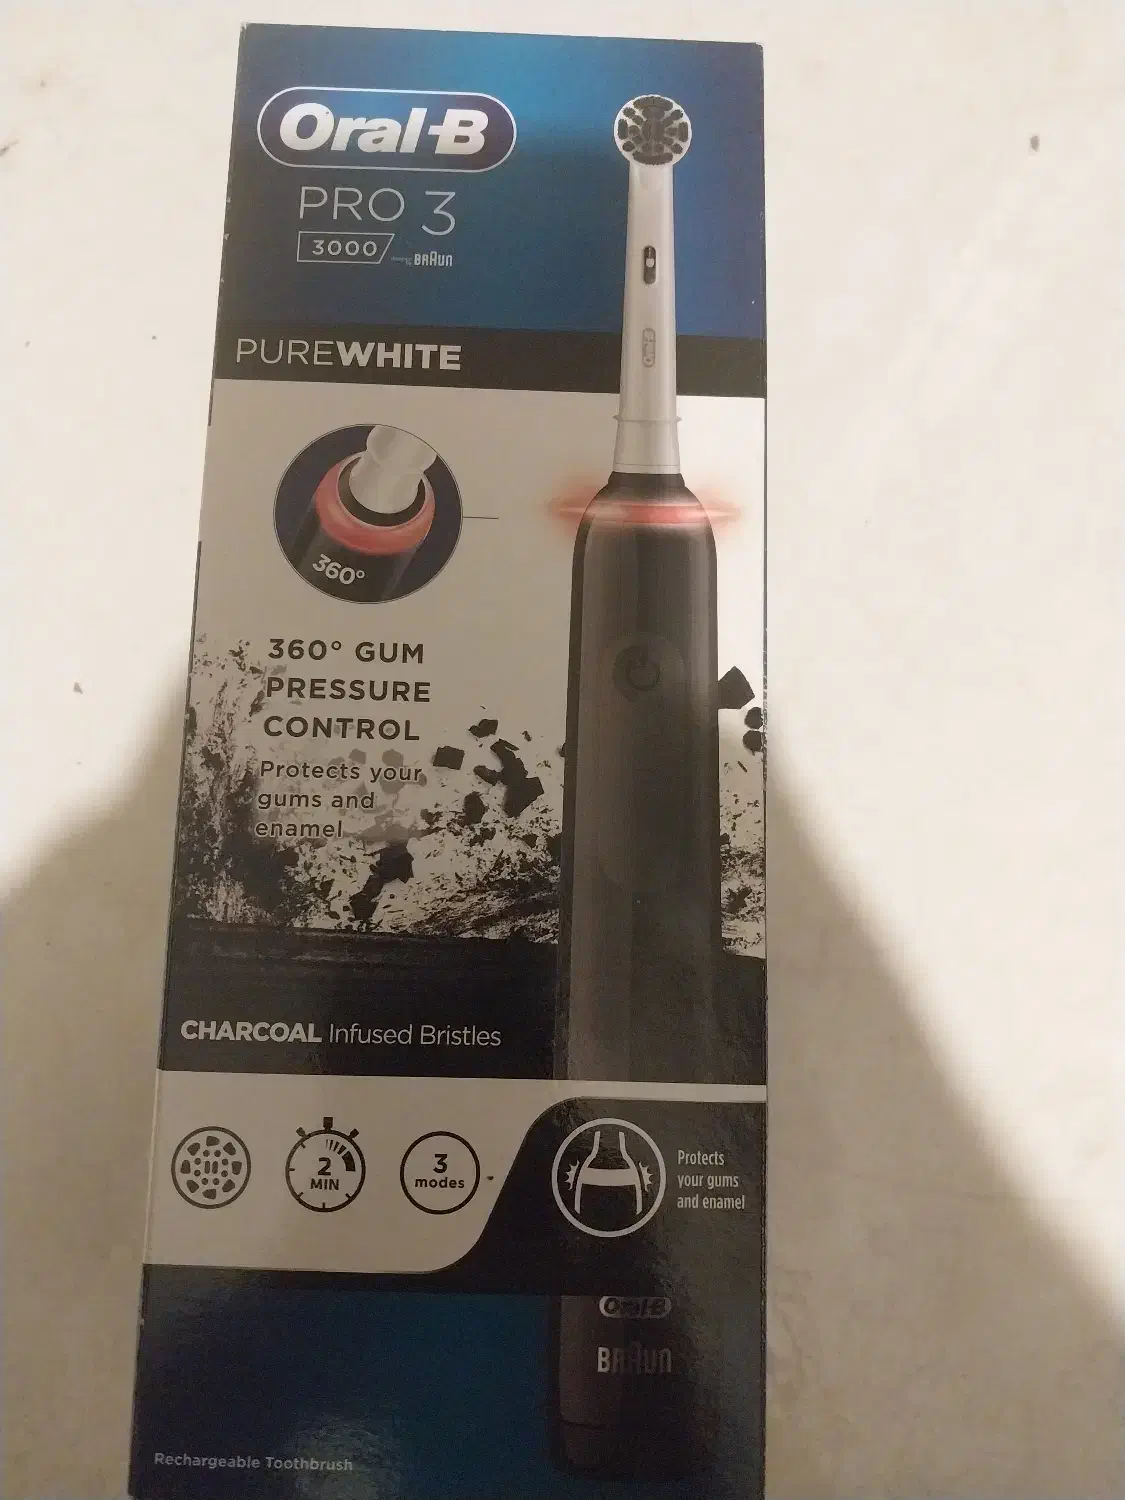 Oral-B
PRO 3
3000
BRAUN
PUREWHITE
Oral-B
360°
360° GUM
PRESSURE
CONTROL
Protects your
gums and
enamel
CHARCOAL Infused Bristles
2
MIN
3
modes
Protects
your gums
and enamel
Oral-B
BRAUN
Rechargeable Toothbrush